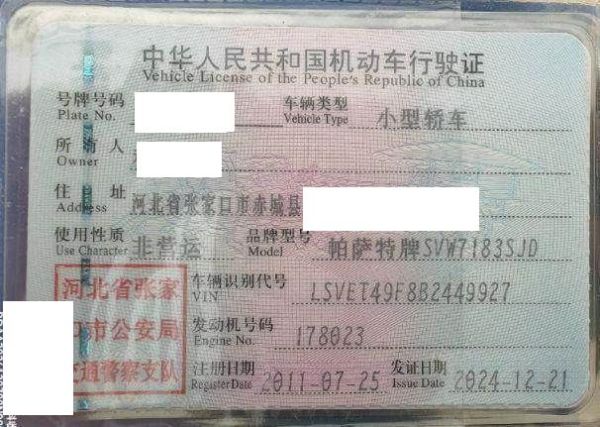 中华人民共和国机动车行驶证
Vehicle License of the People's Republic of China
号牌号码 车辆类型 小型轿车
Plate No. Vehicle Type
所有人
Owner
住址 河北省张家口市赤城县
Address
使用性质 非营运 品牌型号 帕萨特牌SVW7183SJD
Use Character Model
河北省张家
口市公安局
交通警察支队
车辆识别代号 LSVET49F8B2449927
VIN
发动机号码 178023
Engine No.
注册日期 2011-07-25 发证日期 2024-12-21
Register Date Issue Date